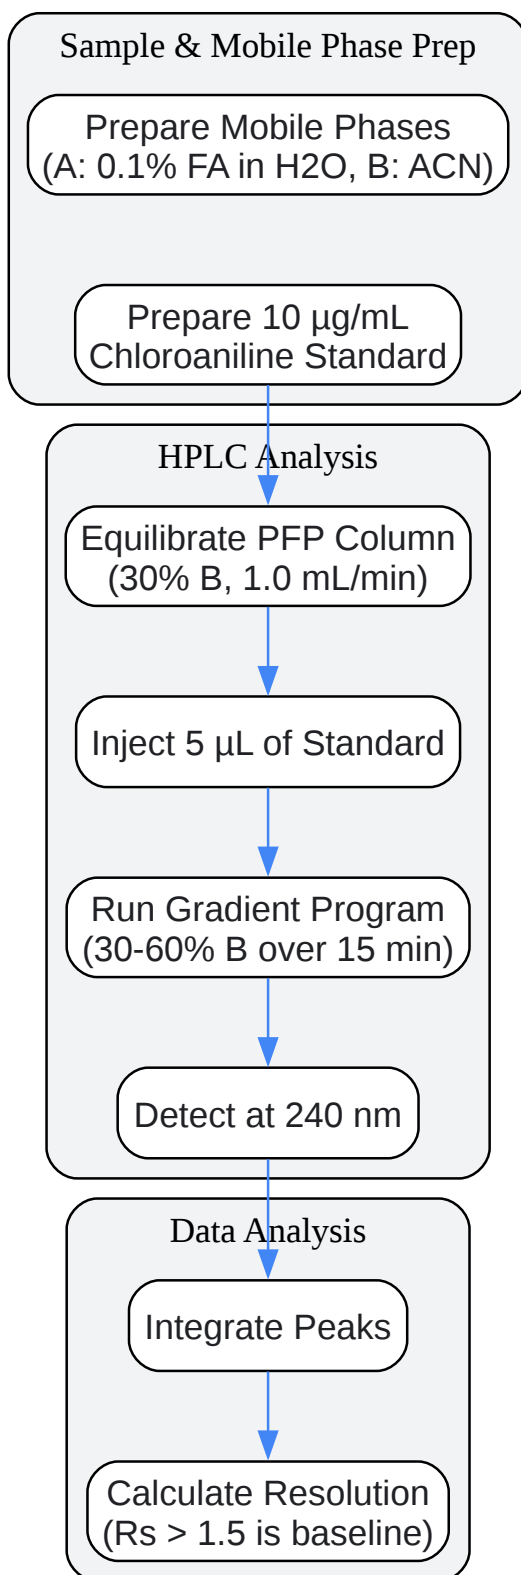 Sample & Mobile Phase Prep
Prepare Mobile Phases
(A: 0.1% FA in H2O, B: ACN)
Prepare 10 µg/mL
Chloroaniline Standard
HPLC Analysis
Equilibrate PFP Column
(30% B, 1.0 mL/min)
Inject 5 µL of Standard
Run Gradient Program
(30-60% B over 15 min)
Detect at 240 nm
Data Analysis
Integrate Peaks
Calculate Resolution
(Rs > 1.5 is baseline)